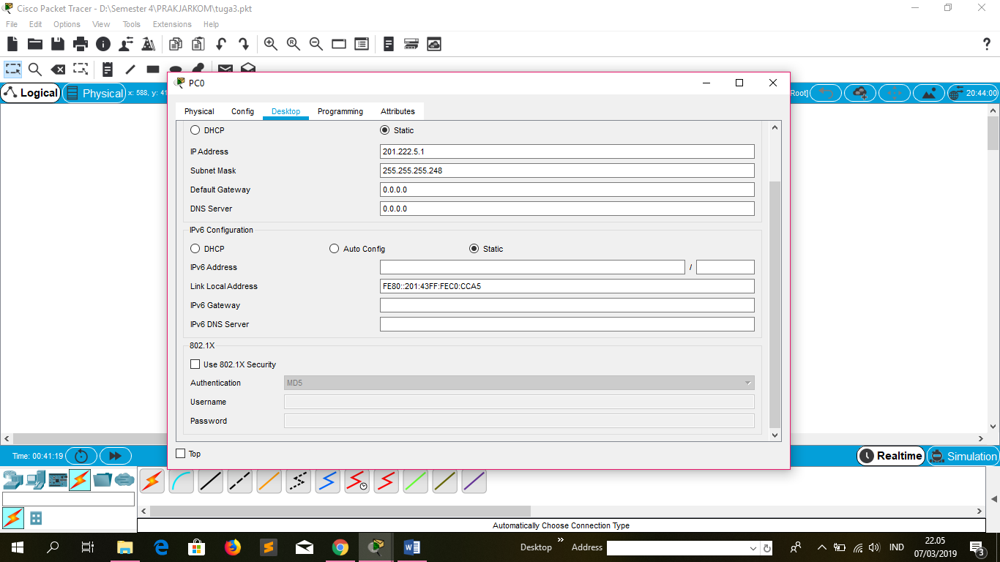 Cisco Packet Tracer - D:\Semester 4\PRAKJARKOM\tuga3.pkt
File Edit Options View Tools Extensions Help
?
Logical Physical x: 588, y: 41 Root] 20:44:00
PC0
Physical Config Desktop Programming Attributes
DHCP Static
IP Address 201.222.5.1
Subnet Mask 255.255.255.248
Default Gateway 0.0.0.0
DNS Server 0.0.0.0
IPv6 Configuration
DHCP Auto Config Static
IPv6 Address /
Link Local Address FE80::201:43FF:FEC0:CCA5
IPv6 Gateway
IPv6 DNS Server
802.1X
Use 802.1X Security
Authentication MD5
Username
Password
Top
Time: 00:41:19 Realtime Simulation
Automatically Choose Connection Type
Desktop » Address IND 22.05
07/03/2019 3